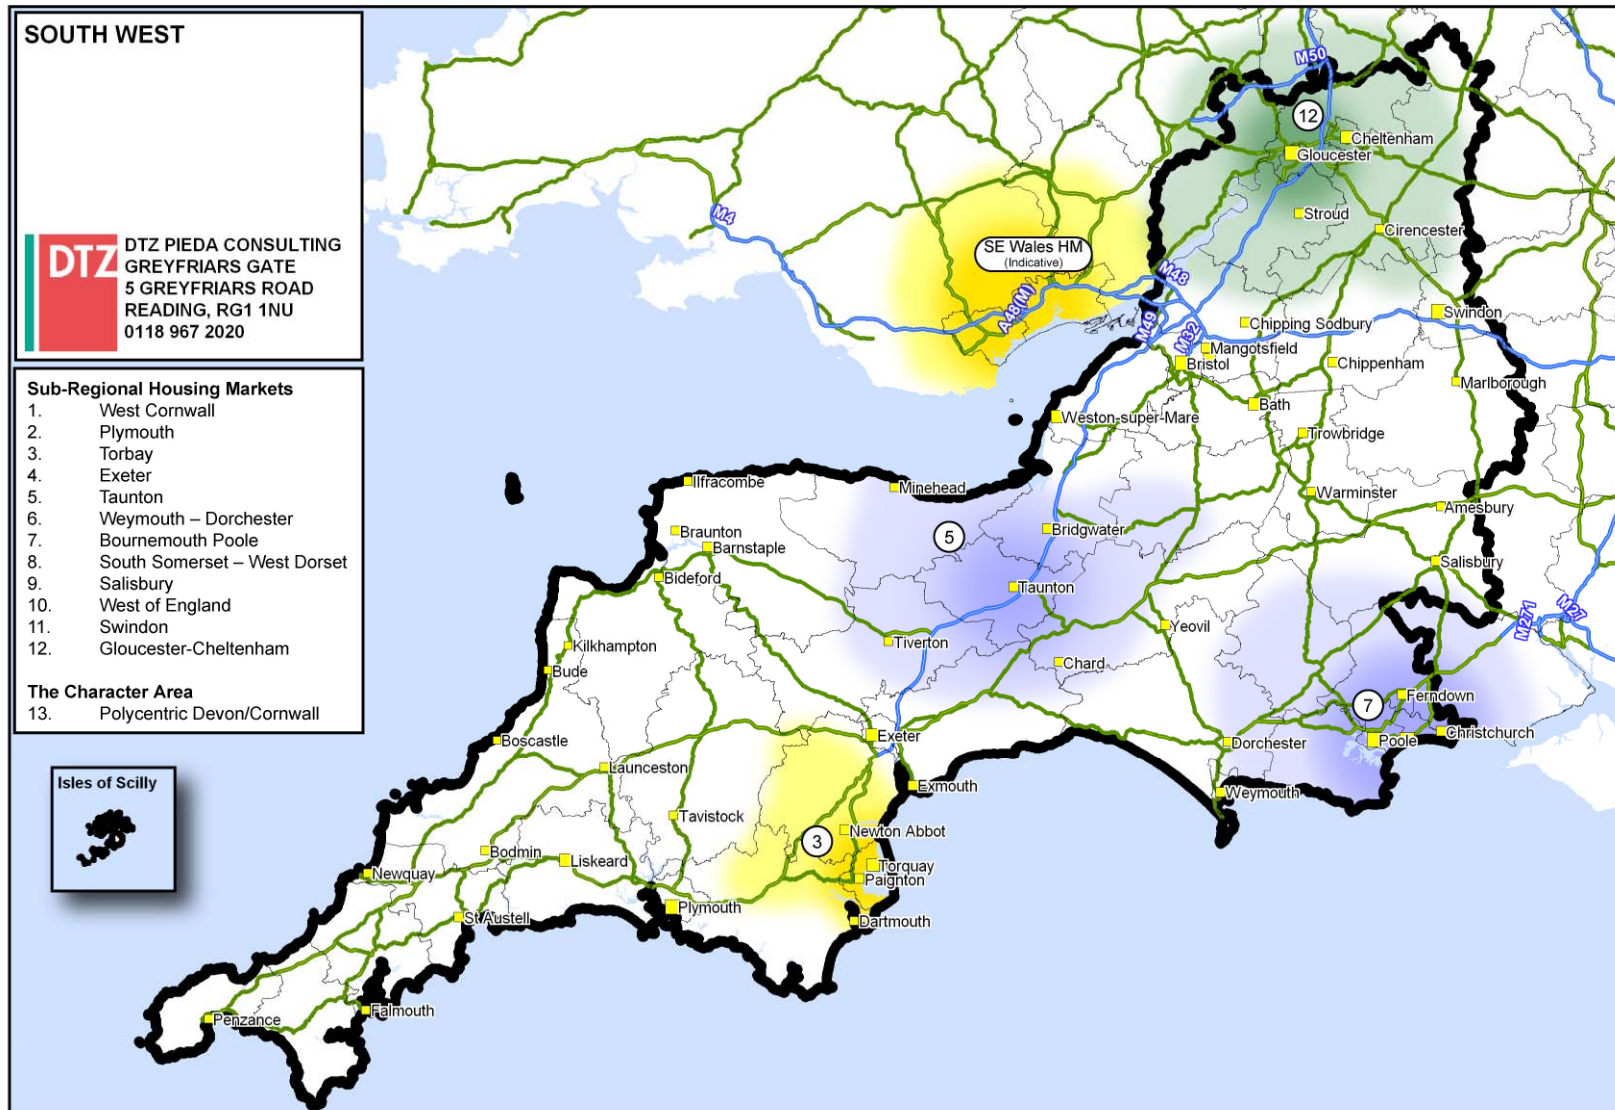 SOUTH WEST
DTZ
DTZ PIEDA CONSULTING
GREYFRIARS GATE
5 GREYFRIARS ROAD
READING, RG1 1NU
0118 967 2020
Sub-Regional Housing Markets
1. West Cornwall
2. Plymouth
3. Torbay
4. Exeter
5. Taunton
6. Weymouth – Dorchester
7. Bournemouth Poole
8. South Somerset – West Dorset
9. Salisbury
10. West of England
11. Swindon
12. Gloucester-Cheltenham
The Character Area
13. Polycentric Devon/Cornwall
Isles of Scilly
M50
12
Cheltenham
Gloucester
M4
Stroud
Cirencester
SE Wales HM
(Indicative)
M48
A48(M)
M49
M32
Swindon
Chipping Sodbury
Mangotsfield
Bristol
Chippenham
Marlborough
Bath
Weston-super-Mare
Trowbridge
Ilfracombe
Minehead
Warminster
Amesbury
Braunton
5
Bridgwater
Barnstaple
Salisbury
Bideford
Taunton
M271
M27
Yeovil
Kilkhampton
Tiverton
Chard
Bude
Ferndown
7
Boscastle
Exeter
Dorchester
Poole
Christchurch
Launceston
Exmouth
Weymouth
Tavistock
Newton Abbot
3
Bodmin
Liskeard
Torquay
Newquay
Paignton
Plymouth
St Austell
Dartmouth
Penzance
Falmouth